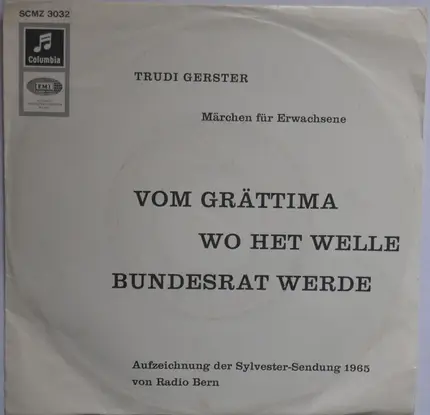 SCMZ 3032
Columbia
EMI
TRUDI GERSTER
Märchen für Erwachsene
VOM GRÄTTIMA
WO HET WELLE
BUNDESRAT WERDE
Aufzeichnung der Sylvester-Sendung 1965
von Radio Bern